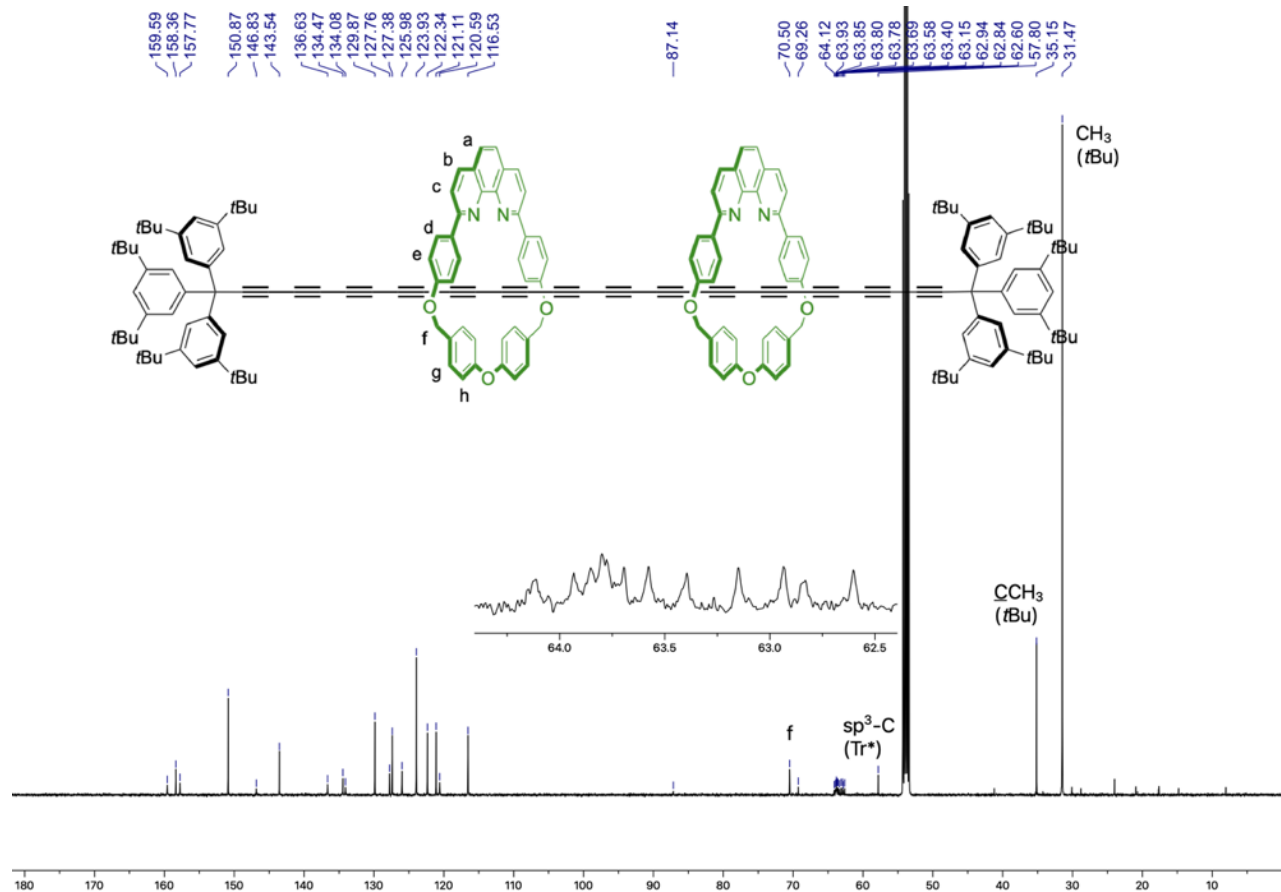 159.59
158.36
157.77
150.87
146.83
143.54
136.63
134.47
134.08
129.87
127.76
127.38
125.98
123.93
122.34
121.11
120.59
116.53
87.14
70.50
69.26
64.12
63.93
63.85
63.80
63.78
63.69
63.58
63.40
63.15
62.94
62.84
62.60
57.80
35.15
31.47
CH₃
(tBu)
tBu
tBu
tBu
tBu
tBu
tBu
a
b
c
N N
d
e
O
O
f
g
O
h
N N
O
O
O
tBu
tBu
tBu
tBu
tBu
tBu
CCH₃
(tBu)
64.0 63.5 63.0 62.5
f
sp³-C
(Tr*)
180 170 160 150 140 130 120 110 100 90 80 70 60 50 40 30 20 10